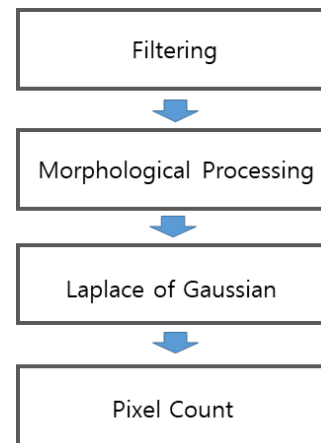 Filtering
Morphological Processing
Laplace of Gaussian
Pixel Count